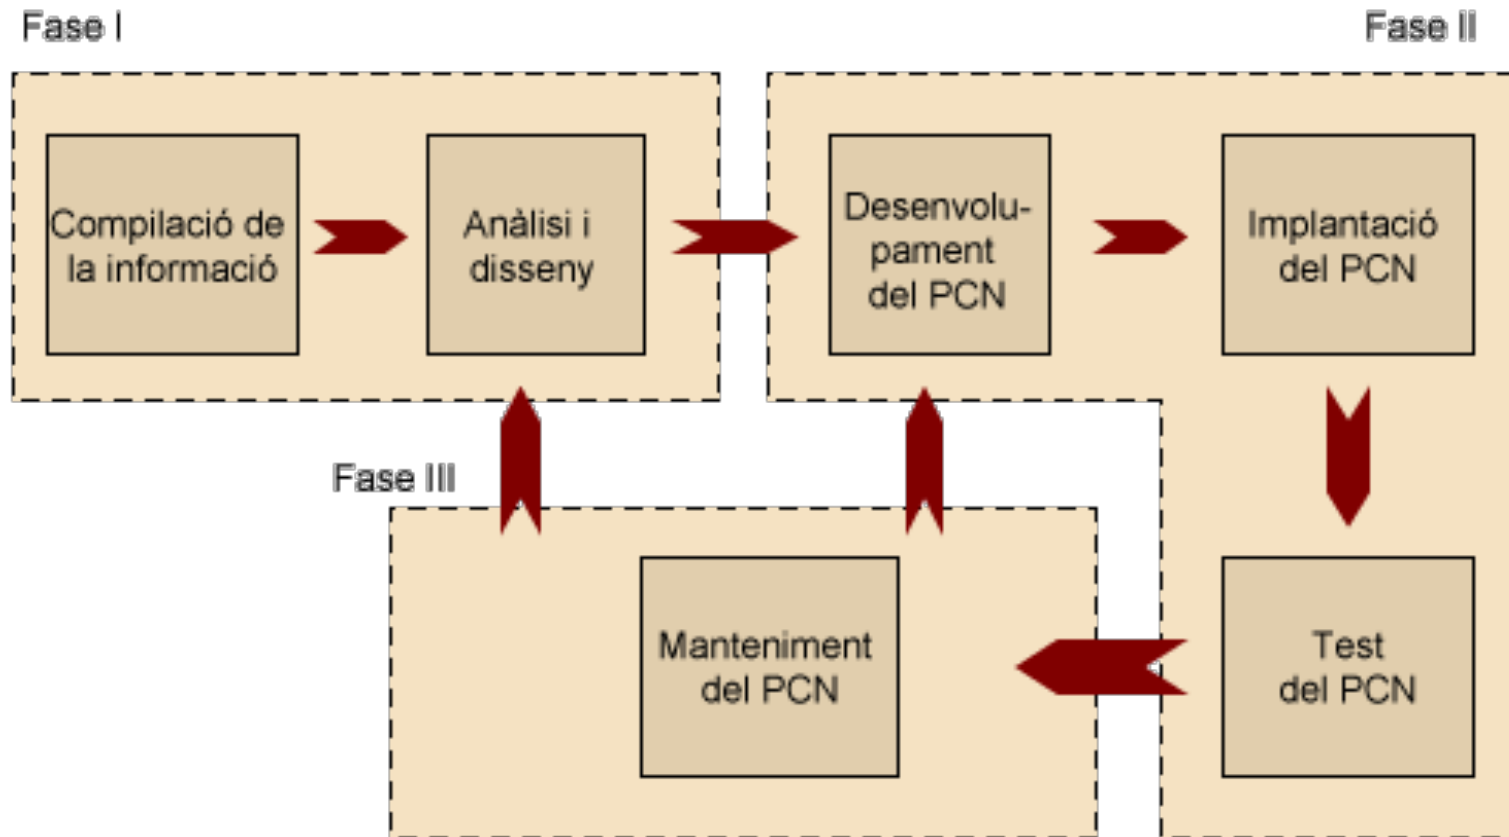 Fase I
Fase II
Compilació de
la informació
Anàlisi i
disseny
Desenvolu-
pament
del PCN
Implantació
del PCN
Fase III
Manteniment
del PCN
Test
del PCN